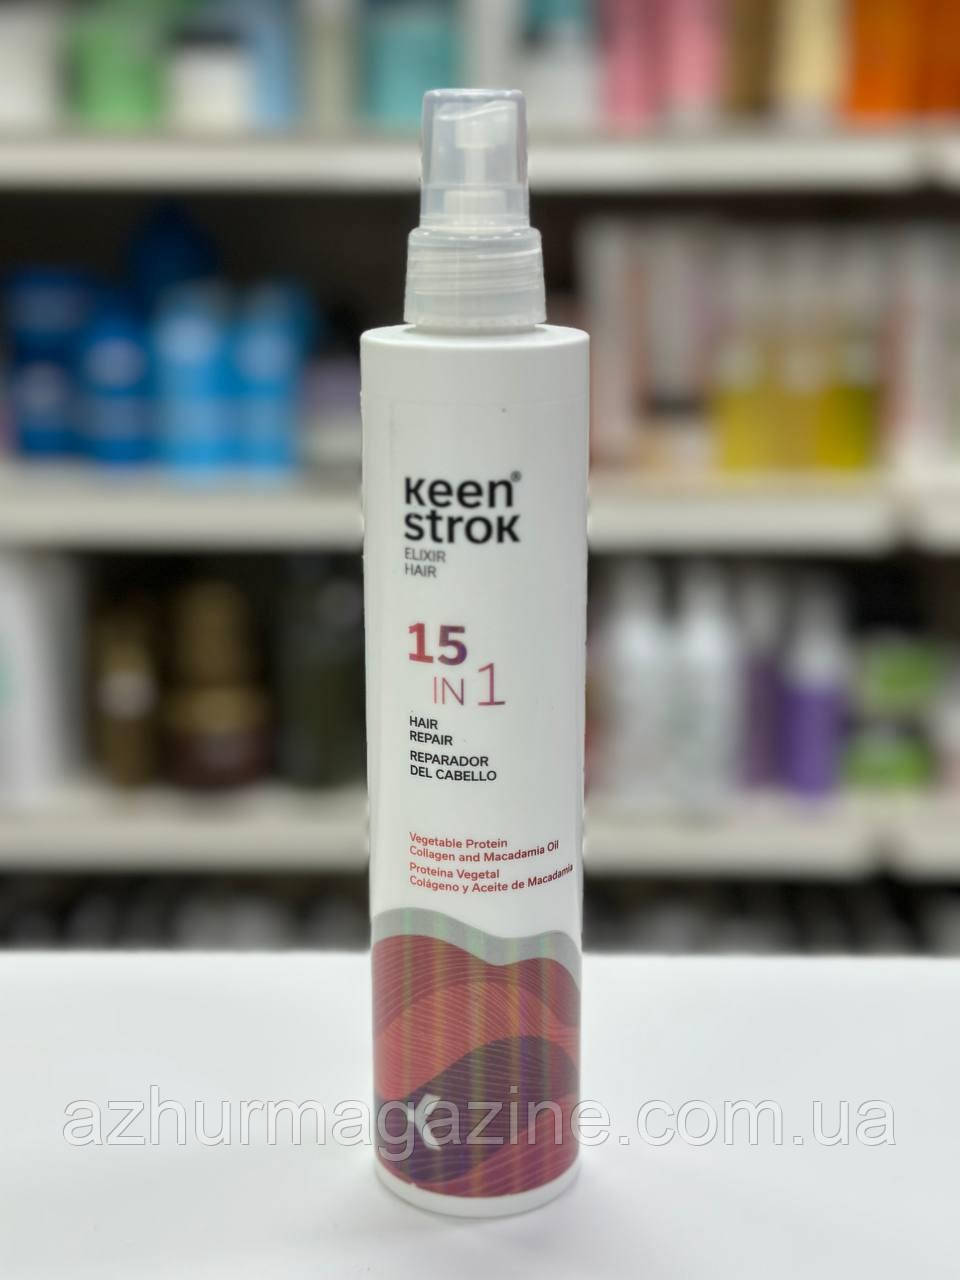 Keen®
StroK
ELIXIR
HAIR
15
IN 1
HAIR
REPAIR
REPARADOR
DEL CABELLO
Vegetable Protein
Collagen and Macadamia Oil
Proteína Vegetal
Colágeno y Aceite de Macadamia
K
azhurmagazine.com.ua